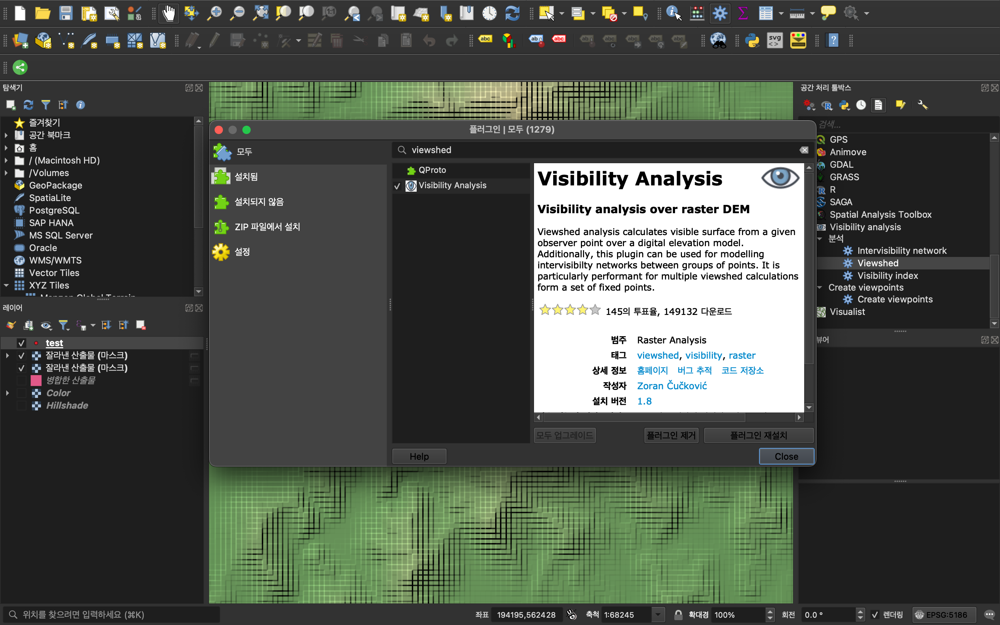 1:1
a
abc
ab
abc
ab
abc
abc
abc
abc
svg
<>
?
탐색기
즐겨찾기
공간 북마크
홈
/ (Macintosh HD)
/Volumes
GeoPackage
SpatiaLite
PostgreSQL
SAP HANA
MS SQL Server
Oracle
WMS/WMTS
Vector Tiles
XYZ Tiles
레이어
test
잘라낸 산출물 (마스크)
잘라낸 산출물 (마스크)
병합한 산출물
Color
Hillshade
플러그인 | 모두 (1279)
모두
설치됨
설치되지 않음
ZIP 파일에서 설치
설정
viewshed
QProto
Visibility Analysis
Visibility Analysis
Visibility analysis over raster DEM
Viewshed analysis calculates visible surface from a given
observer point over a digital elevation model.
Additionally, this plugin can be used for modelling
intervisibilty networks between groups of points. It is
particularly performant for multiple viewshed calculations
form a set of fixed points.
145의 투표율, 149132 다운로드
범주 Raster Analysis
태그 viewshed, visibility, raster
상세 정보 홈페이지 버그 추적 코드 저장소
작성자 Zoran Čučković
설치 버전 1.8
모두 업그레이드
플러그인 제거
플러그인 재설치
Help
Close
공간 처리 툴박스
검색...
GPS
Animove
GDAL
GRASS
R
SAGA
Spatial Analysis Toolbox
Visibility analysis
분석
Intervisibility network
Viewshed
Visibility index
Create viewpoints
Create viewpoints
Visualist
뷰어
위치를 찾으려면 입력하세요 (⌘K)
좌표 194195,562428
축척 1:68245
확대경 100%
회전 0.0 °
렌더링
EPSG:5186